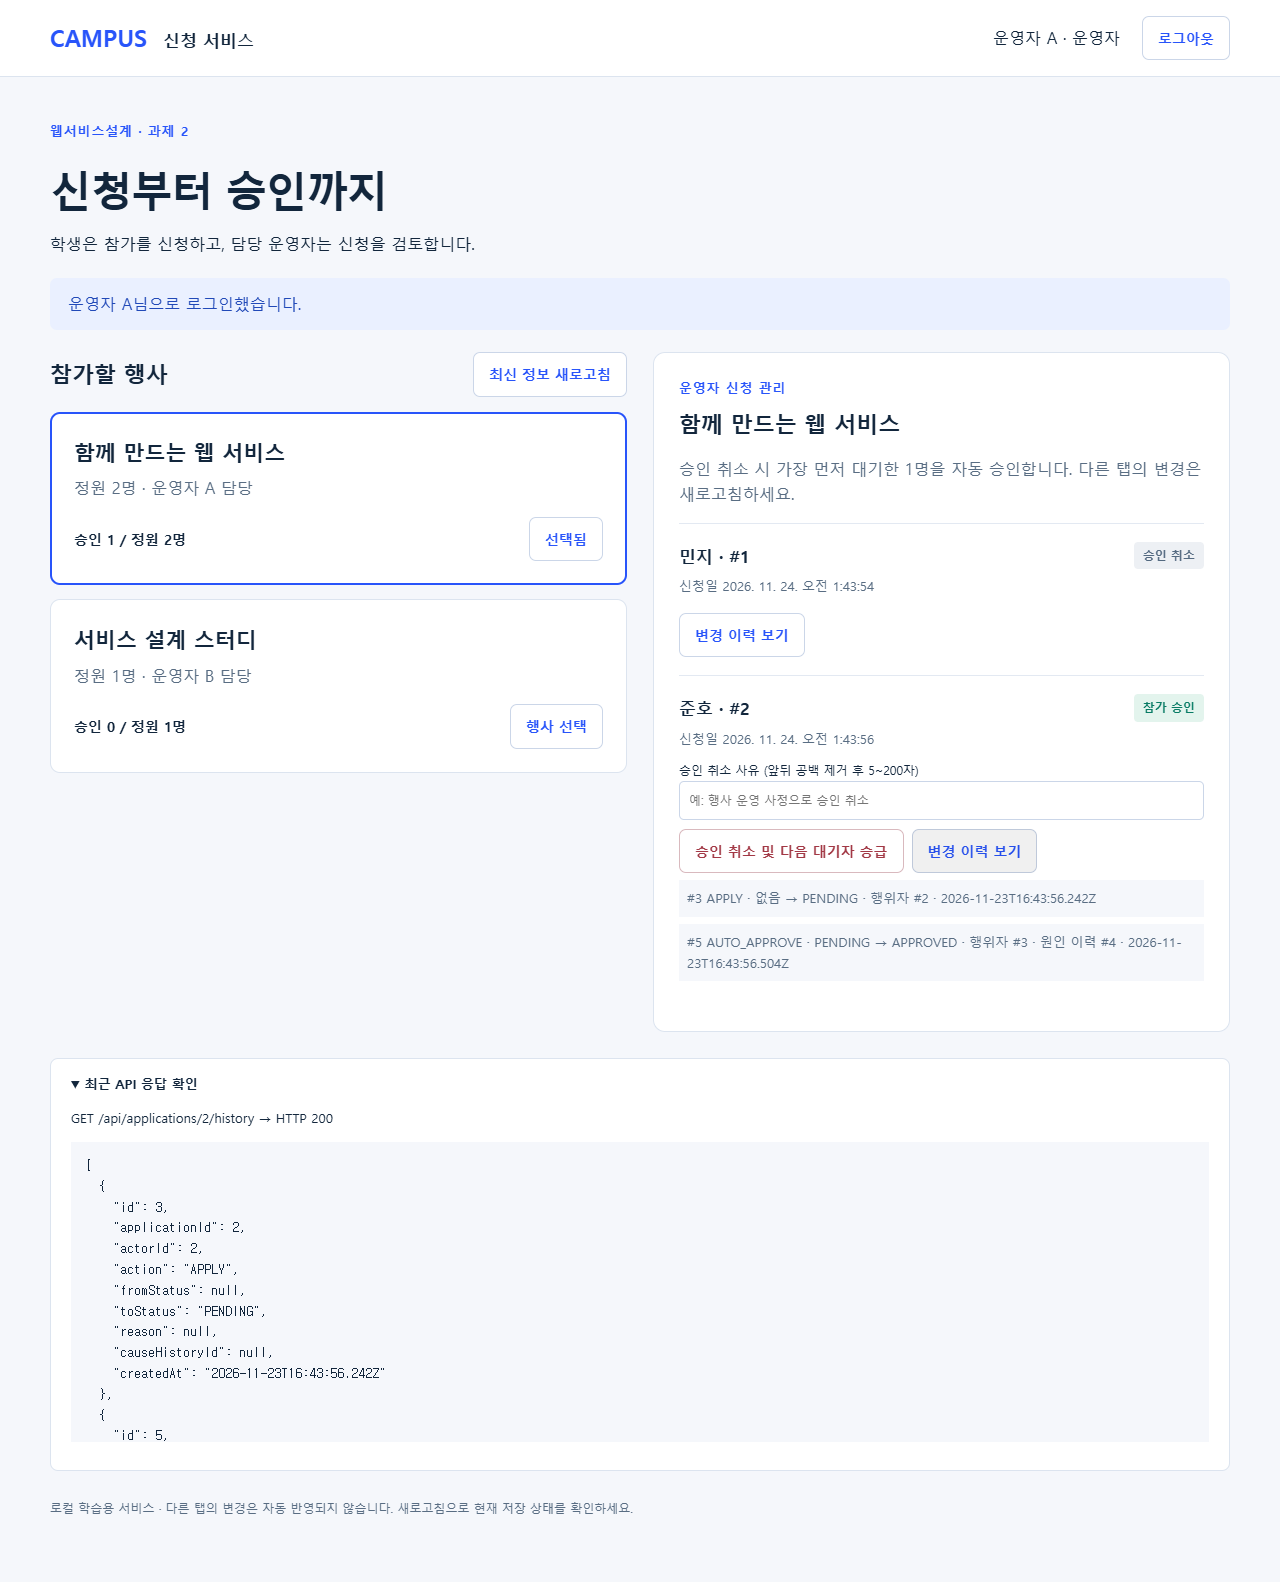 CAMPUS 신청 서비스
운영자 A · 운영자
로그아웃
웹서비스설계 · 과제 2
신청부터 승인까지
학생은 참가를 신청하고, 담당 운영자는 신청을 검토합니다.
운영자 A님으로 로그인했습니다.
참가할 행사
최신 정보 새로고침
함께 만드는 웹 서비스
정원 2명 · 운영자 A 담당
승인 1 / 정원 2명
선택됨
서비스 설계 스터디
정원 1명 · 운영자 B 담당
승인 0 / 정원 1명
행사 선택
운영자 신청 관리
함께 만드는 웹 서비스
승인 취소 시 가장 먼저 대기한 1명을 자동 승인합니다. 다른 탭의 변경은
새로고침하세요.
민지 · #1
승인 취소
신청일 2026. 11. 24. 오전 1:43:54
변경 이력 보기
준호 · #2
참가 승인
신청일 2026. 11. 24. 오전 1:43:56
승인 취소 사유 (앞뒤 공백 제거 후 5~200자)
예: 행사 운영 사정으로 승인 취소
승인 취소 및 다음 대기자 승급
변경 이력 보기
#3 APPLY · 없음 → PENDING · 행위자 #2 · 2026-11-23T16:43:56.242Z
#5 AUTO_APPROVE · PENDING → APPROVED · 행위자 #3 · 원인 이력 #4 · 2026-11-
23T16:43:56.504Z
▼ 최근 API 응답 확인
GET /api/applications/2/history → HTTP 200
[
  {
    "id": 3,
    "applicationId": 2,
    "actorId": 2,
    "action": "APPLY",
    "fromStatus": null,
    "toStatus": "PENDING",
    "reason": null,
    "causeHistoryId": null,
    "createdAt": "2026-11-23T16:43:56.242Z"
  },
  {
    "id": 5,
로컬 학습용 서비스 · 다른 탭의 변경은 자동 반영되지 않습니다. 새로고침으로 현재 저장 상태를 확인하세요.